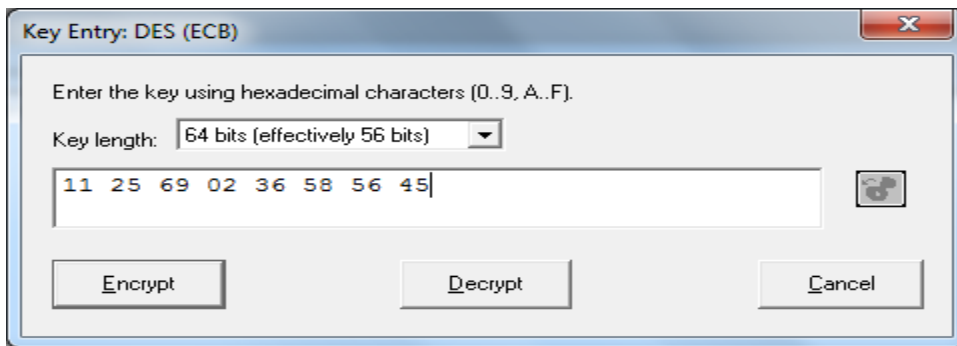 Key Entry: DES (ECB)
Enter the key using hexadecimal characters (0..9, A..F).
Key length: 64 bits (effectively 56 bits)
11 25 69 02 36 58 56 45
Encrypt Decrypt Cancel